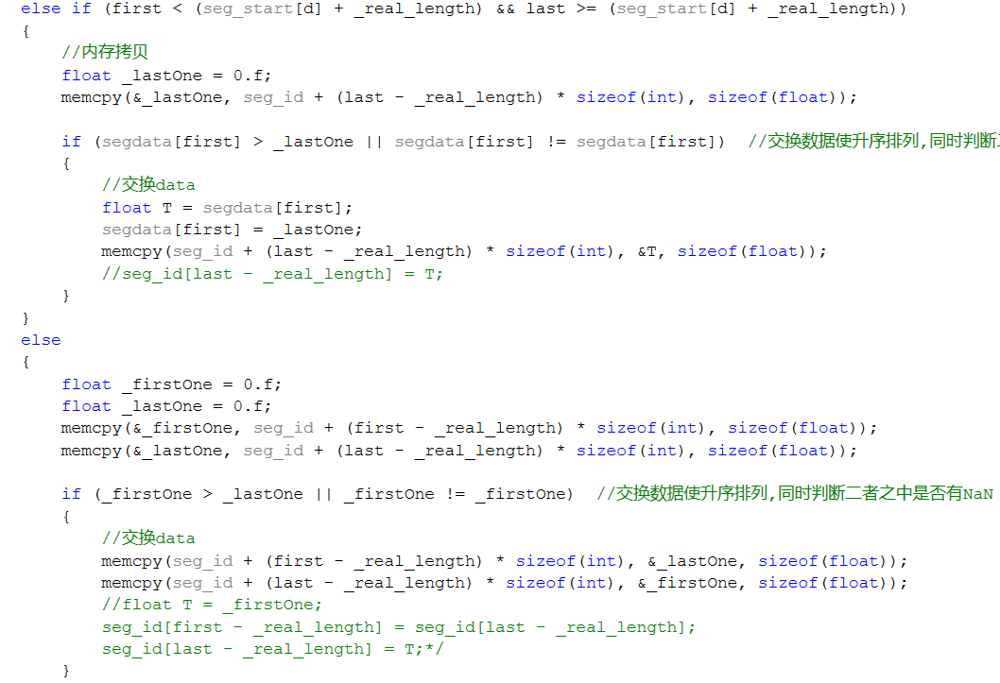 else if (first < (seg_start[d] + _real_length) && last >= (seg_start[d] + _real_length))
{
//内存拷贝
float _lastOne = 0.f;
memcpy(&_lastOne, seg_id + (last - _real_length) * sizeof(int), sizeof(float));
if (segdata[first] > _lastOne || segdata[first] != segdata[first]) //交换数据使升序排列,同时判断
{
//交换data
float T = segdata[first];
segdata[first] = _lastOne;
memcpy(seg_id + (last - _real_length) * sizeof(int), &T, sizeof(float));
//seg_id[last - _real_length] = T;
}
}
else
{
float _firstOne = 0.f;
float _lastOne = 0.f;
memcpy(&_firstOne, seg_id + (first - _real_length) * sizeof(int), sizeof(float));
memcpy(&_lastOne, seg_id + (last - _real_length) * sizeof(int), sizeof(float));
if (_firstOne > _lastOne || _firstOne != _firstOne) //交换数据使升序排列,同时判断二者之中是否有NaN
{
//交换data
memcpy(seg_id + (first - _real_length) * sizeof(int), &_lastOne, sizeof(float));
memcpy(seg_id + (last - _real_length) * sizeof(int), &_firstOne, sizeof(float));
//float T = _firstOne;
seg_id[first - _real_length] = seg_id[last - _real_length];
seg_id[last - _real_length] = T;*/
}